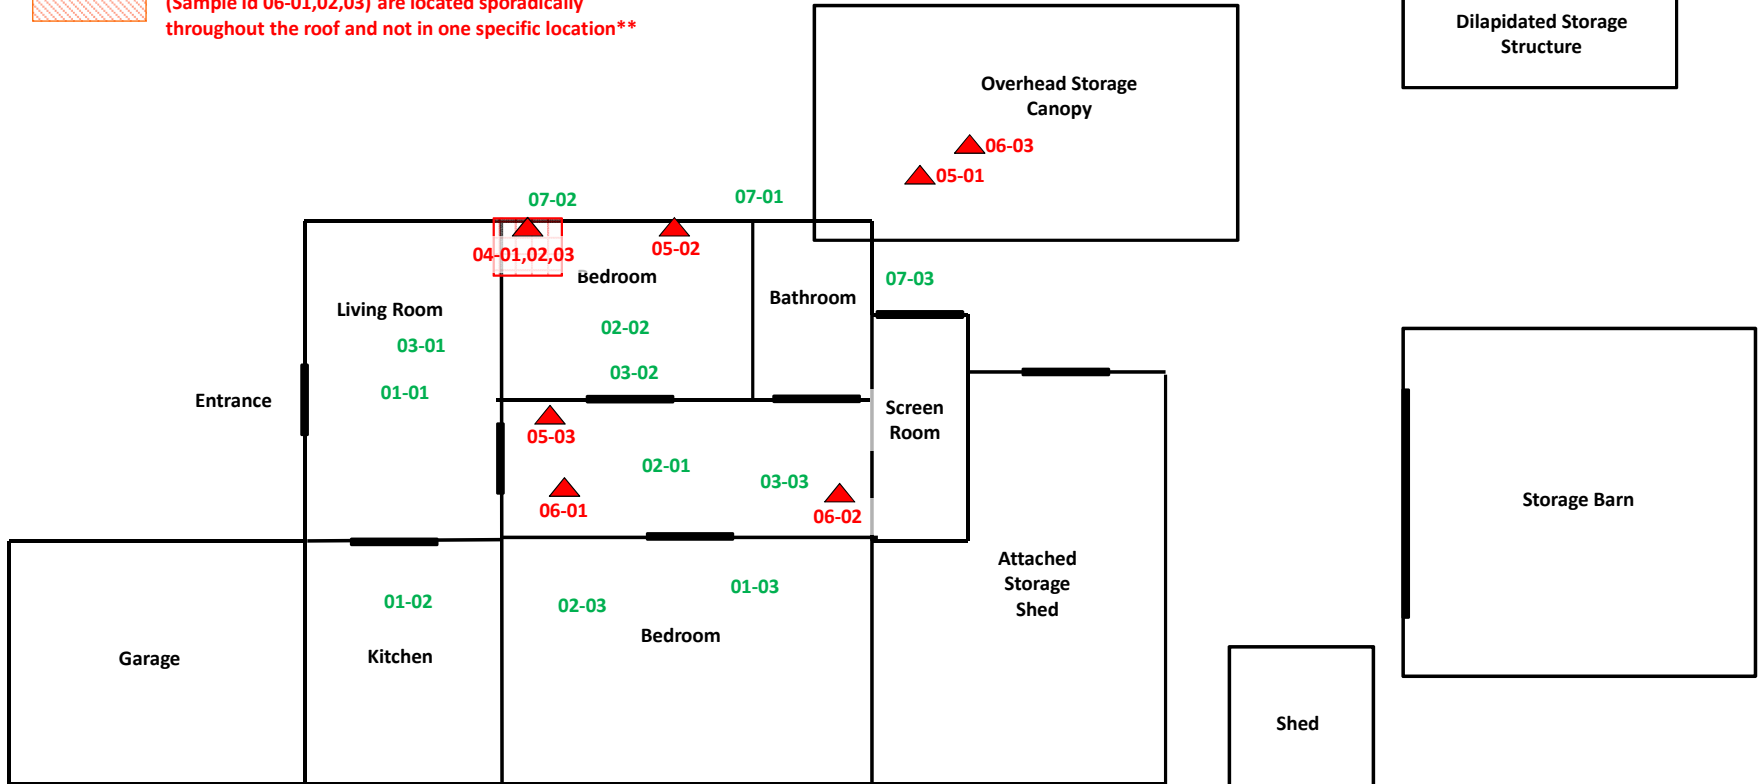 (Sample id 06-01,02,03) are located sporadically
throughout the roof and not in one specific location**
Dilapidated Storage
Structure
Overhead Storage
Canopy
06-03
05-01
07-02
07-01
04-01,02,03
05-02
Bedroom
07-03
Bathroom
Living Room
02-02
03-01
03-02
01-01
Entrance
Screen
Room
05-03
02-01
03-03
06-01
06-02
Storage Barn
Attached
Storage
Shed
01-02
02-03
01-03
Bedroom
Garage
Kitchen
Shed